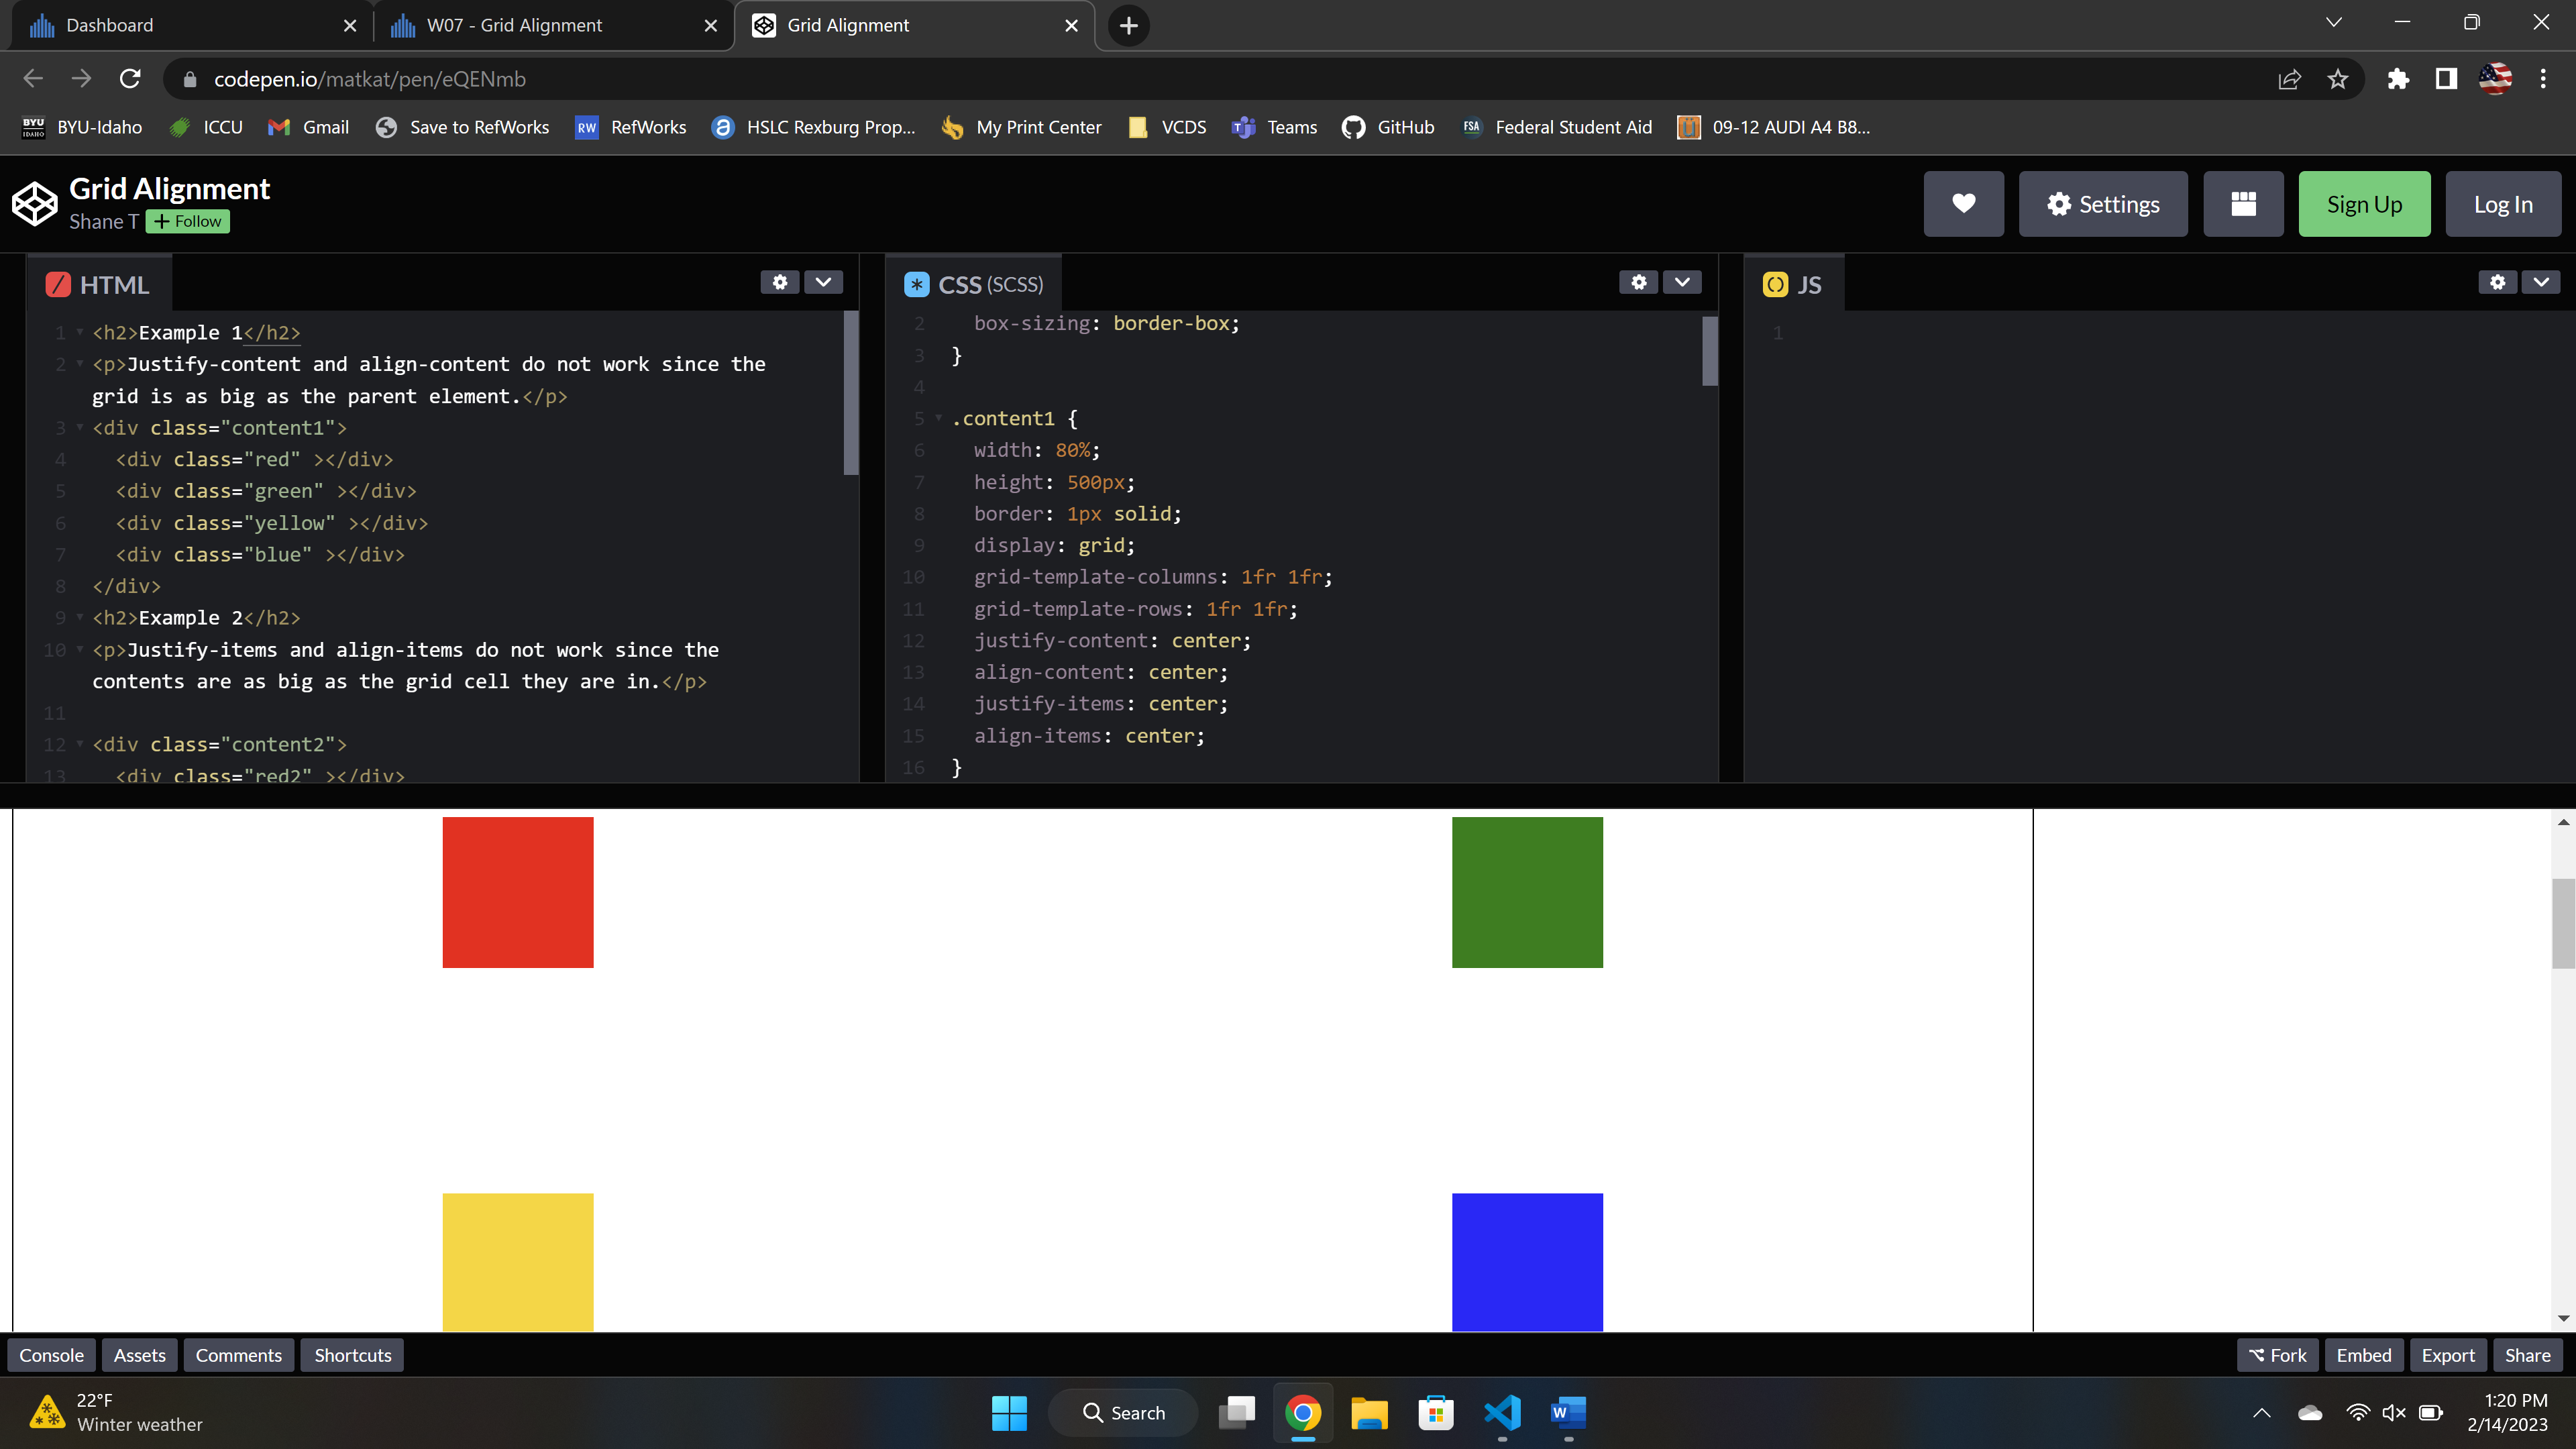 Dashboard
W07 - Grid Alignment
Grid Alignment
codepen.io/matkat/pen/eQENmb
BYU-Idaho
ICCU
Gmail
Save to RefWorks
RW
RefWorks
HSLC Rexburg Prop...
My Print Center
VCDS
Teams
GitHub
FSA
Federal Student Aid
09-12 AUDI A4 B8...
Grid Alignment
Shane T
+ Follow
Settings
Sign Up
Log In
HTML
1 <h2>Example 1</h2>
2 <p>Justify-content and align-content do not work since the
grid is as big as the parent element.</p>
3 <div class="content1">
4 <div class="red" ></div>
5 <div class="green" ></div>
6 <div class="yellow" ></div>
7 <div class="blue" ></div>
8 </div>
9 <h2>Example 2</h2>
10 <p>Justify-items and align-items do not work since the
contents are as big as the grid cell they are in.</p>
11
12 <div class="content2">
13 <div class="red2" ></div>
CSS (SCSS)
2 box-sizing: border-box;
3 }
4
5 .content1 {
6 width: 80%;
7 height: 500px;
8 border: 1px solid;
9 display: grid;
10 grid-template-columns: 1fr 1fr;
11 grid-template-rows: 1fr 1fr;
12 justify-content: center;
13 align-content: center;
14 justify-items: center;
15 align-items: center;
16 }
JS
1
Console
Assets
Comments
Shortcuts
Fork
Embed
Export
Share
22°F
Winter weather
Search
1:20 PM
2/14/2023